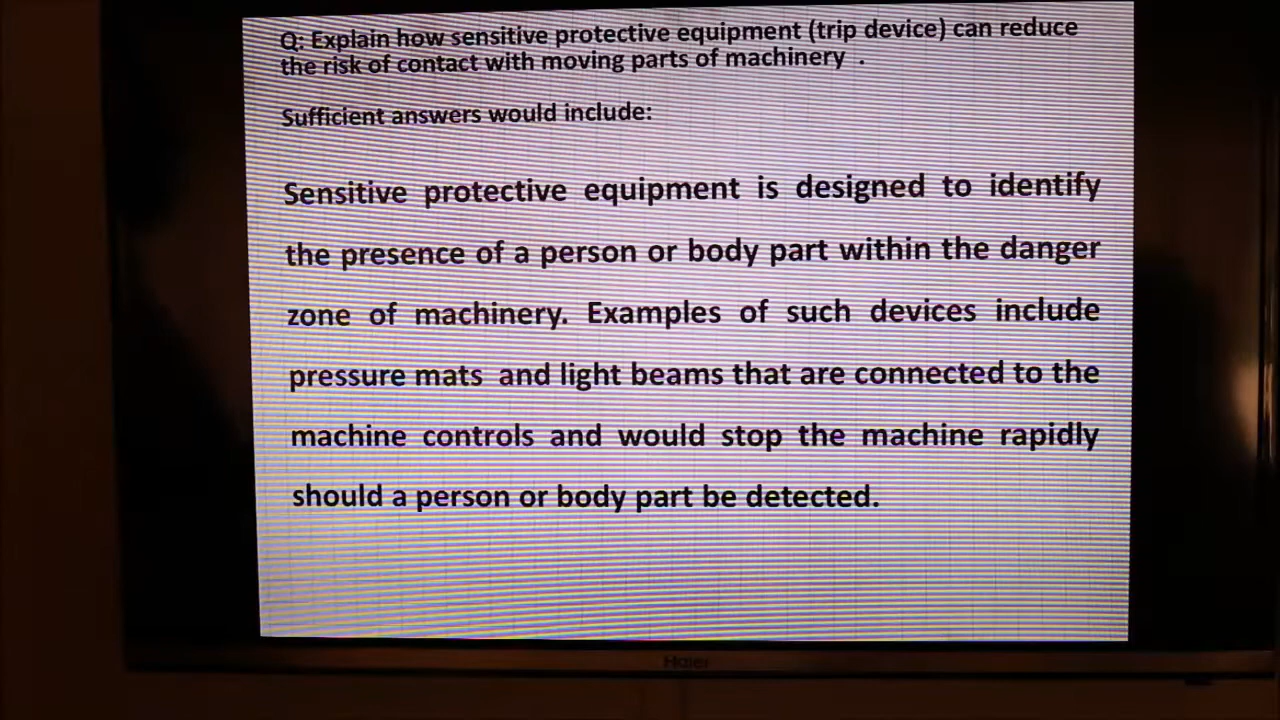 Q: Explain how sensitive protective equipment (trip device) can reduce
the risk of contact with moving parts of machinery .
Sufficient answers would include:
Sensitive protective equipment is designed to identify
the presence of a person or body part within the danger
zone of machinery. Examples of such devices include
pressure mats and light beams that are connected to the
machine controls and would stop the machine rapidly
should a person or body part be detected.
Haier